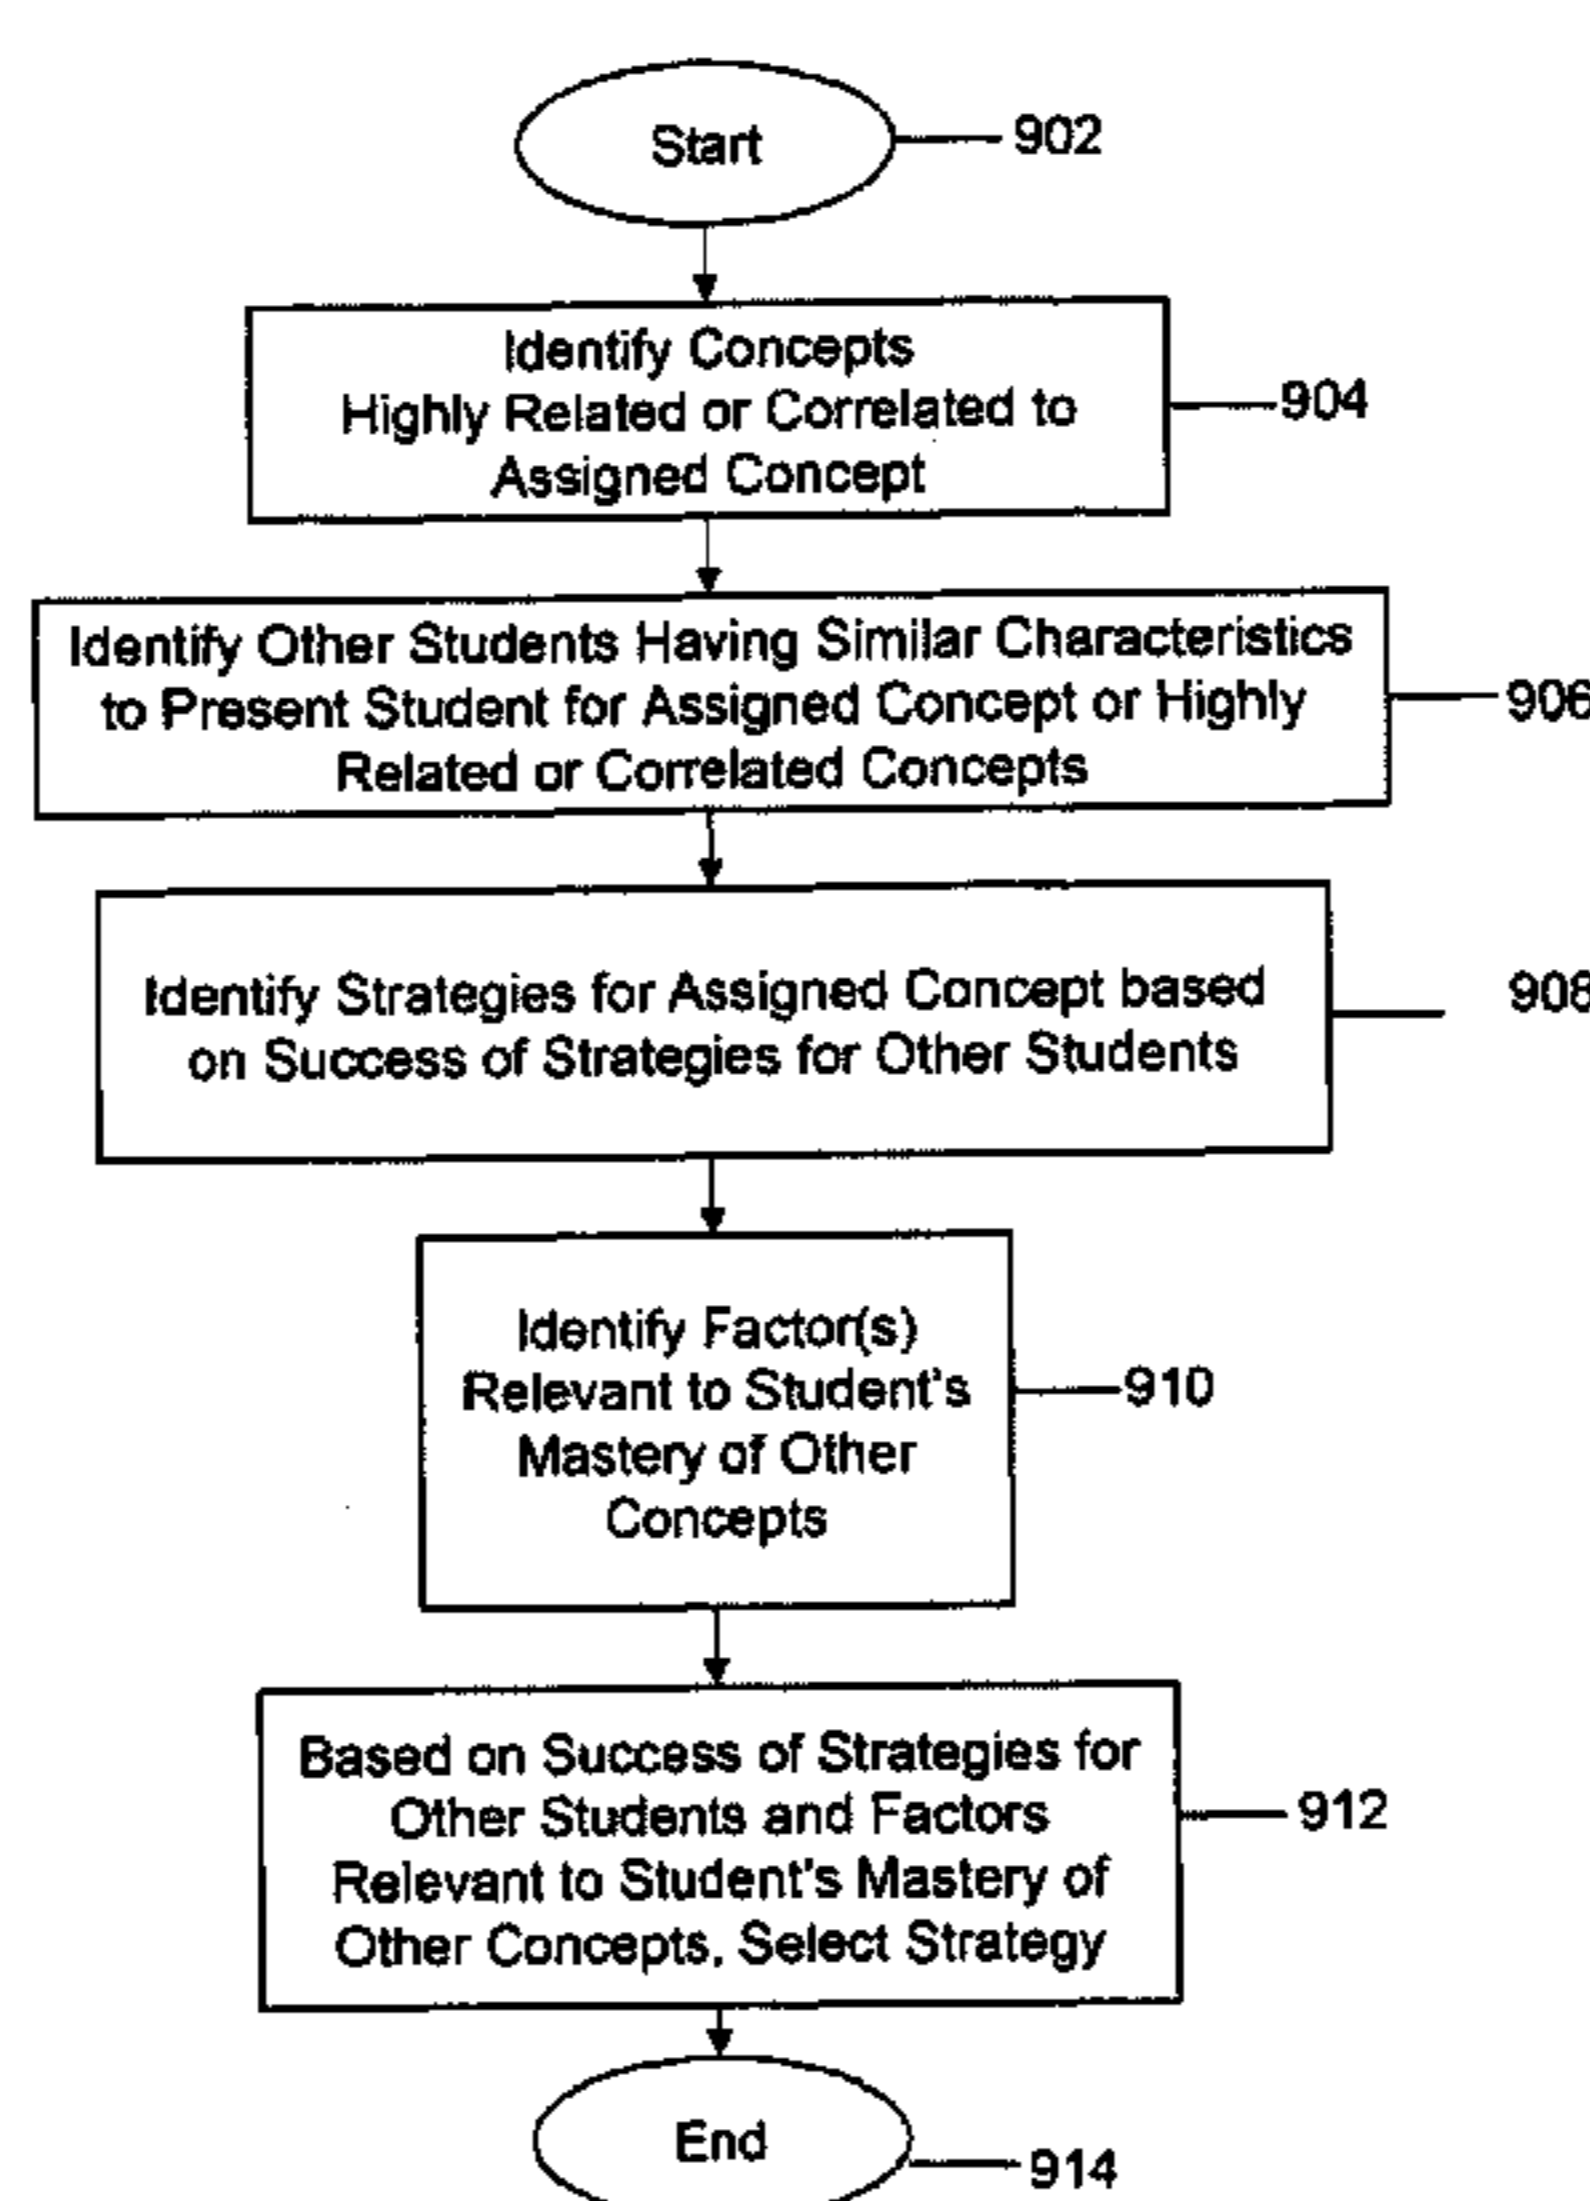 Start
902
Identify Concepts
Highly Related or Correlated to
Assigned Concept
904
Identify Other Students Having Similar Characteristics
to Present Student for Assigned Concept or Highly
Related or Correlated Concepts
906
Identify Strategies for Assigned Concept based
on Success of Strategies for Other Students
908
Identify Factor(s)
Relevant to Student's
Mastery of Other
Concepts
910
Based on Success of Strategies for
Other Students and Factors
Relevant to Student's Mastery of
Other Concepts, Select Strategy
912
End
914